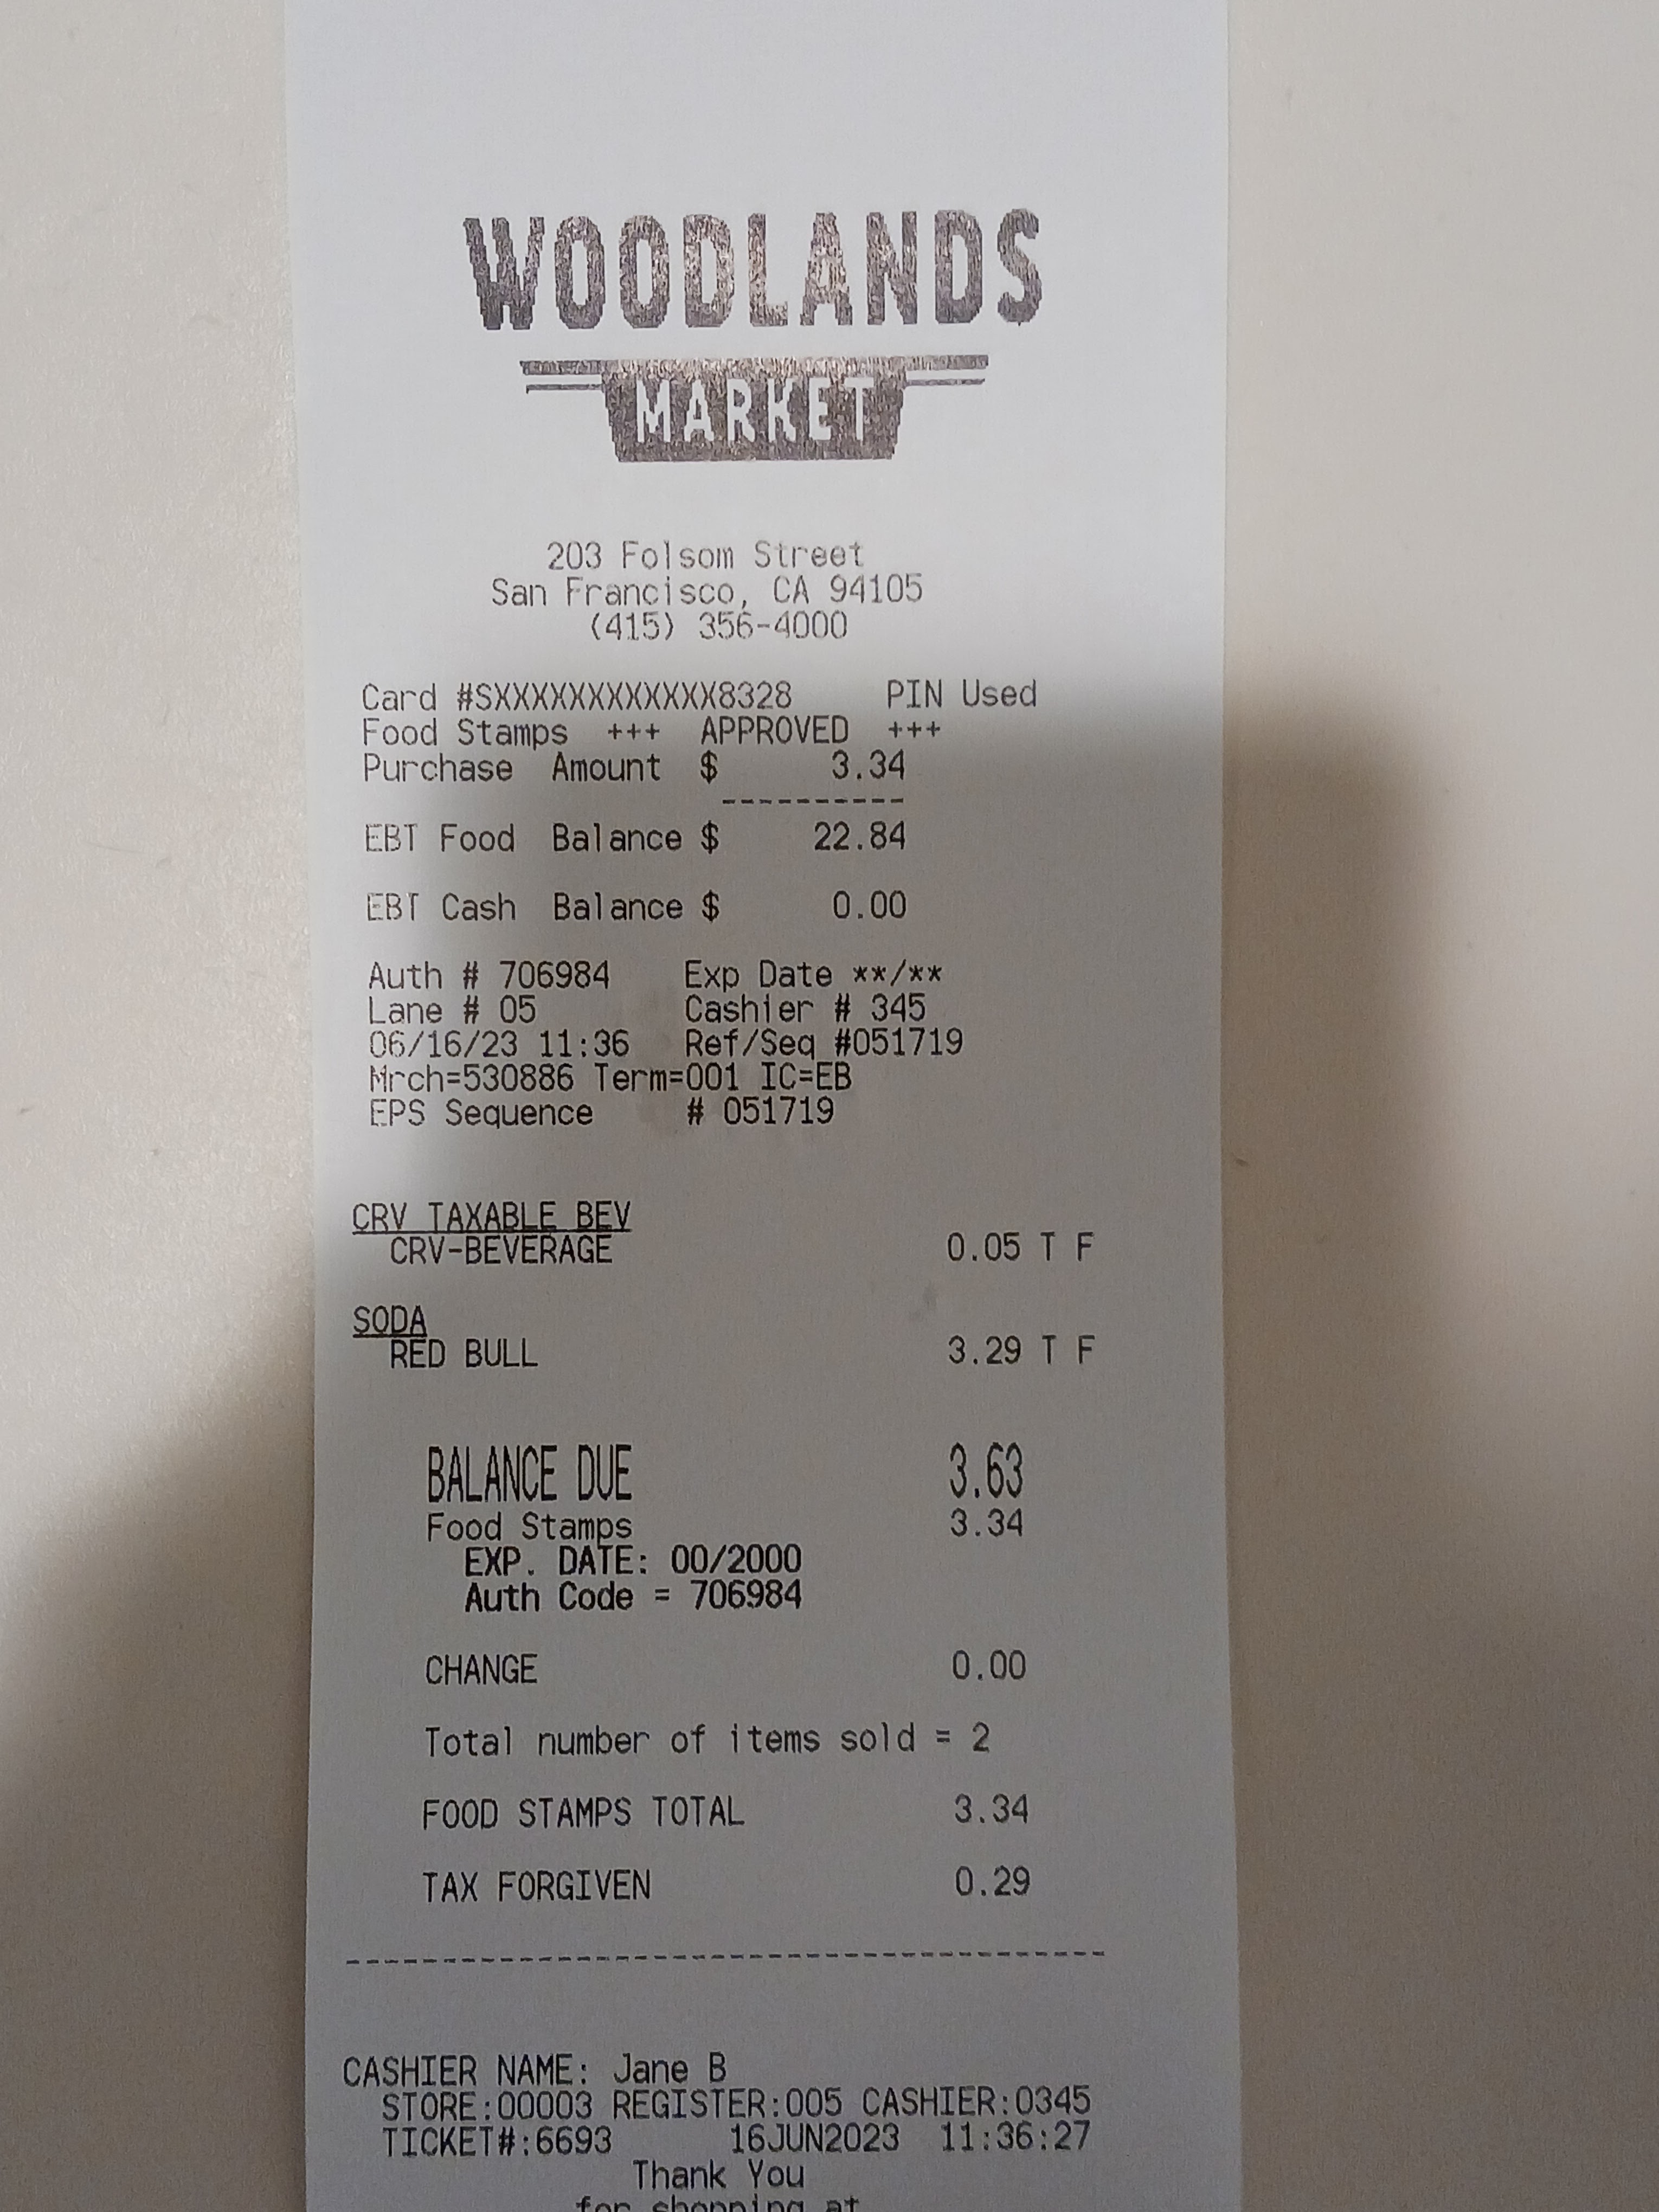 WOODLANDS
MARKET
203 Folsom Street
San Francisco, CA 94105
(415) 356-4000
Card #SXXXXXXXXXXXX8328 PIN Used
Food Stamps +++ APPROVED +++
Purchase Amount $ 3.34
----------
EBT Food Balance $ 22.84
EBT Cash Balance $ 0.00
Auth # 706984 Exp Date **/**
Lane # 05 Cashier # 345
06/16/23 11:36 Ref/Seq #051719
Mrch=530886 Term=001 IC=EB
EPS Sequence # 051719
CRV TAXABLE BEV
CRV-BEVERAGE 0.05 T F
SODA
RED BULL 3.29 T F
BALANCE DUE 3.63
Food Stamps 3.34
EXP. DATE: 00/2000
Auth Code = 706984
CHANGE 0.00
Total number of items sold = 2
FOOD STAMPS TOTAL 3.34
TAX FORGIVEN 0.29
-----------------------------------------
CASHIER NAME: Jane B
STORE:00003 REGISTER:005 CASHIER:0345
TICKET#:6693 16JUN2023 11:36:27
Thank You
for shopping at